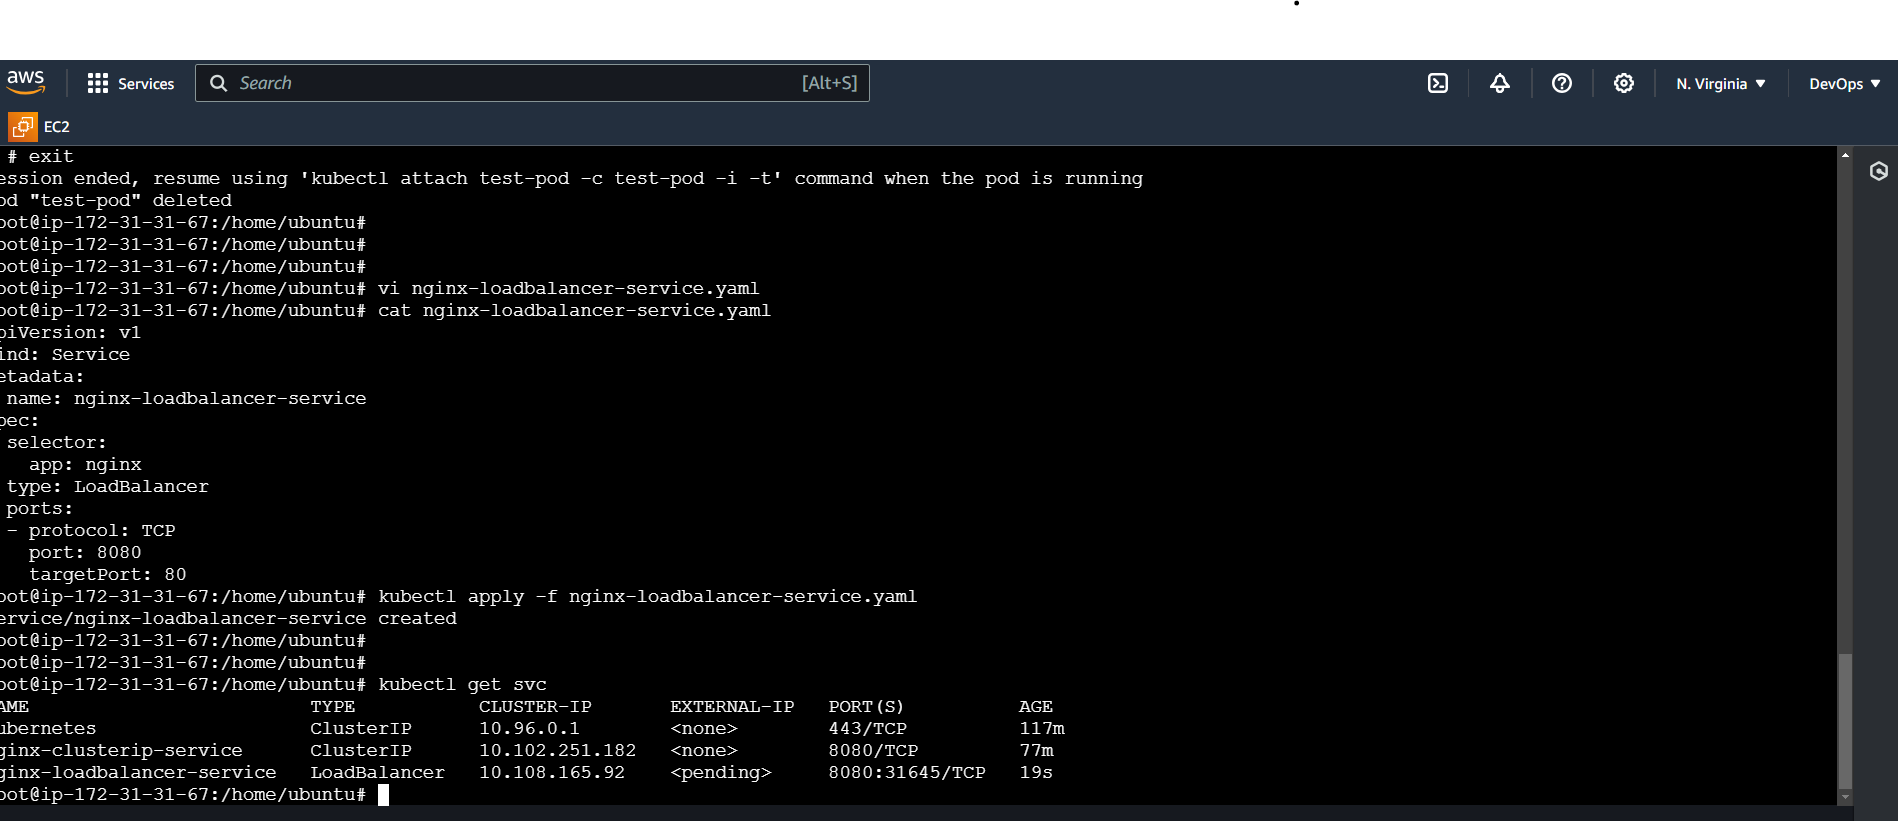 aws
Services
Search
[Alt+S]
N. Virginia
DevOps
EC2
# exit
ession ended, resume using 'kubectl attach test-pod -c test-pod -i -t' command when the pod is running
od "test-pod" deleted
oot@ip-172-31-31-67:/home/ubuntu#
oot@ip-172-31-31-67:/home/ubuntu#
oot@ip-172-31-31-67:/home/ubuntu#
oot@ip-172-31-31-67:/home/ubuntu# vi nginx-loadbalancer-service.yaml
oot@ip-172-31-31-67:/home/ubuntu# cat nginx-loadbalancer-service.yaml
piVersion: v1
ind: Service
etadata:
name: nginx-loadbalancer-service
pec:
selector:
app: nginx
type: LoadBalancer
ports:
- protocol: TCP
port: 8080
targetPort: 80
oot@ip-172-31-31-67:/home/ubuntu# kubectl apply -f nginx-loadbalancer-service.yaml
ervice/nginx-loadbalancer-service created
oot@ip-172-31-31-67:/home/ubuntu#
oot@ip-172-31-31-67:/home/ubuntu#
oot@ip-172-31-31-67:/home/ubuntu# kubectl get svc
AME TYPE CLUSTER-IP EXTERNAL-IP PORT(S) AGE
ubernetes ClusterIP 10.96.0.1 <none> 443/TCP 117m
ginx-clusterip-service ClusterIP 10.102.251.182 <none> 8080/TCP 77m
ginx-loadbalancer-service LoadBalancer 10.108.165.92 <pending> 8080:31645/TCP 19s
oot@ip-172-31-31-67:/home/ubuntu#